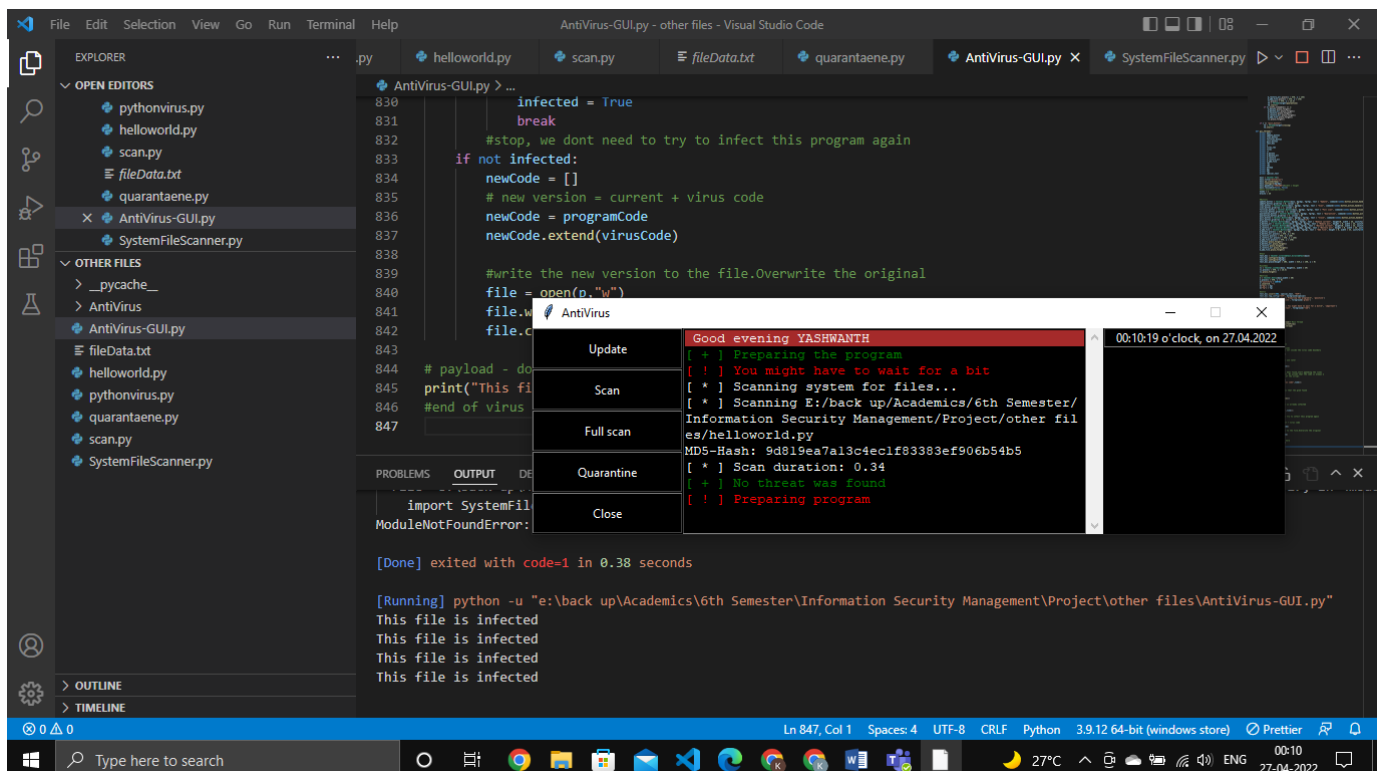 File Edit Selection View Go Run Terminal Help
AntiVirus-GUI.py - other files - Visual Studio Code
EXPLORER
.py
helloworld.py
scan.py
fileData.txt
quarantaene.py
AntiVirus-GUI.py
SystemFileScanner.py
OPEN EDITORS
pythonvirus.py
helloworld.py
scan.py
fileData.txt
quarantaene.py
AntiVirus-GUI.py
SystemFileScanner.py
OTHER FILES
__pycache__
AntiVirus
AntiVirus-GUI.py
fileData.txt
helloworld.py
pythonvirus.py
quarantaene.py
scan.py
SystemFileScanner.py
OUTLINE
TIMELINE
AntiVirus-GUI.py > ...
830 infected = True
831 break
832 #stop, we dont need to try to infect this program again
833 if not infected:
834 newCode = []
835 # new version = current + virus code
836 newCode = programCode
837 newCode.extend(virusCode)
838
839 #write the new version to the file.Overwrite the original
840 file = open(p,"w")
841 file.w
842 file.c
843
844 # payload - do
845 print("This fi
846 #end of virus
847
AntiVirus
Update
Scan
Full scan
Quarantine
Close
Good evening YASHWANTH
[ + ] Preparing the program
[ ! ] You might have to wait for a bit
[ * ] Scanning system for files...
[ * ] Scanning E:/back up/Academics/6th Semester/
Information Security Management/Project/other fil
es/helloworld.py
MD5-Hash: 9d819ea7a13c4ec1f83383ef906b54b5
[ * ] Scan duration: 0.34
[ + ] No threat was found
[ ! ] Preparing program
00:10:19 o'clock, on 27.04.2022
PROBLEMS OUTPUT DE
import SystemFil
ModuleNotFoundError:
[Done] exited with code=1 in 0.38 seconds
[Running] python -u "e:\back up\Academics\6th Semester\Information Security Management\Project\other files\AntiVirus-GUI.py"
This file is infected
This file is infected
This file is infected
This file is infected
0 0
Ln 847, Col 1 Spaces: 4 UTF-8 CRLF Python 3.9.12 64-bit (windows store) Prettier
Type here to search
27°C
ENG
00:10
27-04-2022